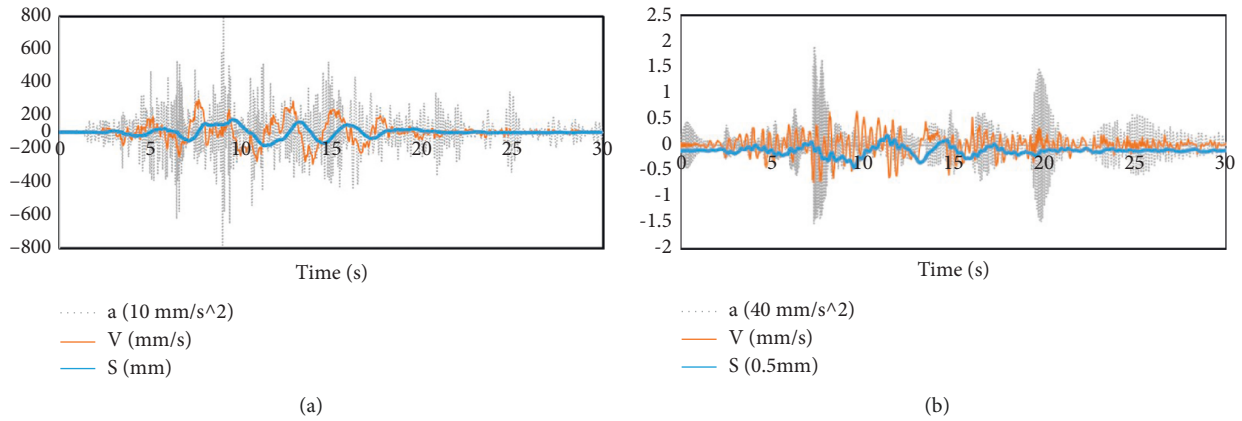 800
600
400
200
0
–200
–400
–600
–800
0 5 10 15 20 25 30
Time (s)
a (10 mm/s^2)
V (mm/s)
S (mm)
(a)
2.5
2
1.5
1
0.5
0
-0.5
-1
-1.5
-2
0 5 10 15 20 25 30
Time (s)
a (40 mm/s^2)
V (mm/s)
S (0.5mm)
(b)